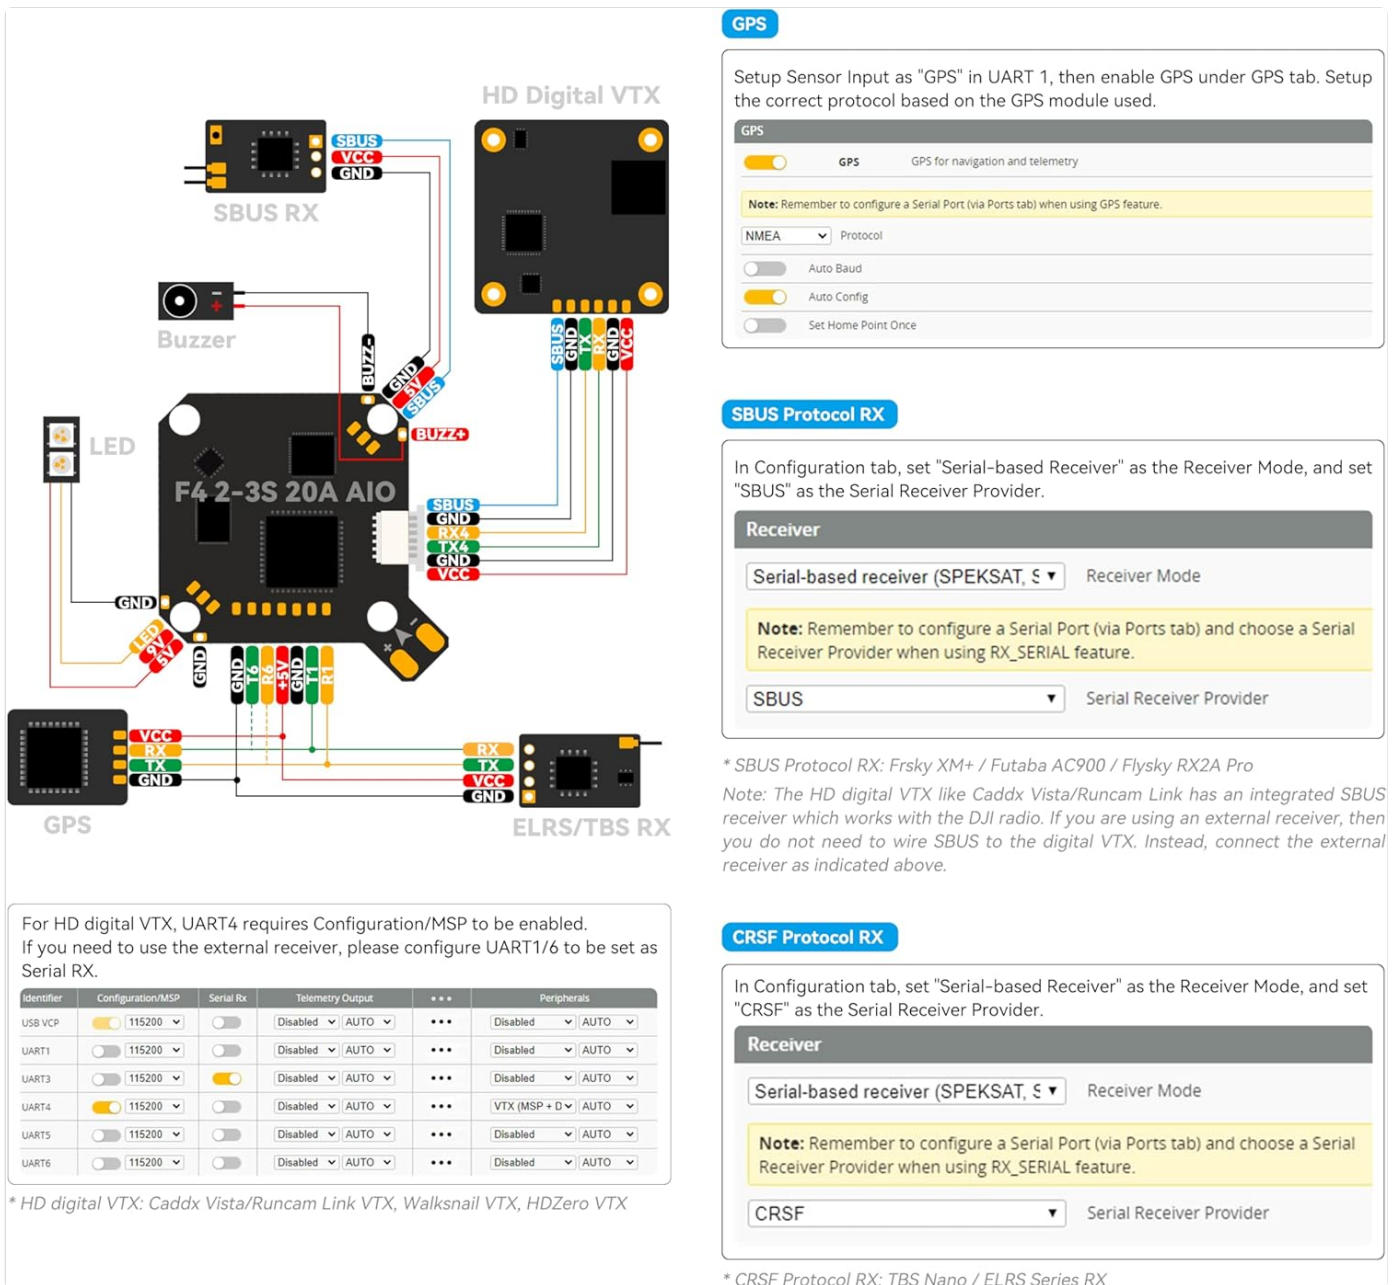 HD Digital VTX
SBUS
VCC
GND
SBUS RX
Buzzer
BUZZ-
GND
5V
SBUS
BUZZ+
SBUS
GND
TX
RX
GND
VCC
LED
F4 2-3S 20A AIO
SBUS
GND
RX4
TX4
GND
VCC
GND
LED
9V
5V
GND
GND
T6
R6
+5V
GND
T1
R1
VCC
RX
TX
GND
GPS
RX
TX
VCC
GND
ELRS/TBS RX
For HD digital VTX, UART4 requires Configuration/MSP to be enabled.
If you need to use the external receiver, please configure UART1/6 to be set as
Serial RX.
Identifier Configuration/MSP Serial Rx Telemetry Output ••• Peripherals
USB VCP 115200 Disabled AUTO ••• Disabled AUTO
UART1 115200 Disabled AUTO ••• Disabled AUTO
UART3 115200 Disabled AUTO ••• Disabled AUTO
UART4 115200 Disabled AUTO ••• VTX (MSP + D AUTO
UART5 115200 Disabled AUTO ••• Disabled AUTO
UART6 115200 Disabled AUTO ••• Disabled AUTO
* HD digital VTX: Caddx Vista/Runcam Link VTX, Walksnail VTX, HDZero VTX
GPS
Setup Sensor Input as "GPS" in UART 1, then enable GPS under GPS tab. Setup
the correct protocol based on the GPS module used.
GPS
GPS GPS for navigation and telemetry
Note: Remember to configure a Serial Port (via Ports tab) when using GPS feature.
NMEA Protocol
Auto Baud
Auto Config
Set Home Point Once
SBUS Protocol RX
In Configuration tab, set "Serial-based Receiver" as the Receiver Mode, and set
"SBUS" as the Serial Receiver Provider.
Receiver
Serial-based receiver (SPEKSAT, S Receiver Mode
Note: Remember to configure a Serial Port (via Ports tab) and choose a Serial
Receiver Provider when using RX_SERIAL feature.
SBUS Serial Receiver Provider
* SBUS Protocol RX: Frsky XM+ / Futaba AC900 / Flysky RX2A Pro
Note: The HD digital VTX like Caddx Vista/Runcam Link has an integrated SBUS
receiver which works with the DJI radio. If you are using an external receiver, then
you do not need to wire SBUS to the digital VTX. Instead, connect the external
receiver as indicated above.
CRSF Protocol RX
In Configuration tab, set "Serial-based Receiver" as the Receiver Mode, and set
"CRSF" as the Serial Receiver Provider.
Receiver
Serial-based receiver (SPEKSAT, S Receiver Mode
Note: Remember to configure a Serial Port (via Ports tab) and choose a Serial
Receiver Provider when using RX_SERIAL feature.
CRSF Serial Receiver Provider
* CRSF Protocol RX: TBS Nano / ELRS Series RX